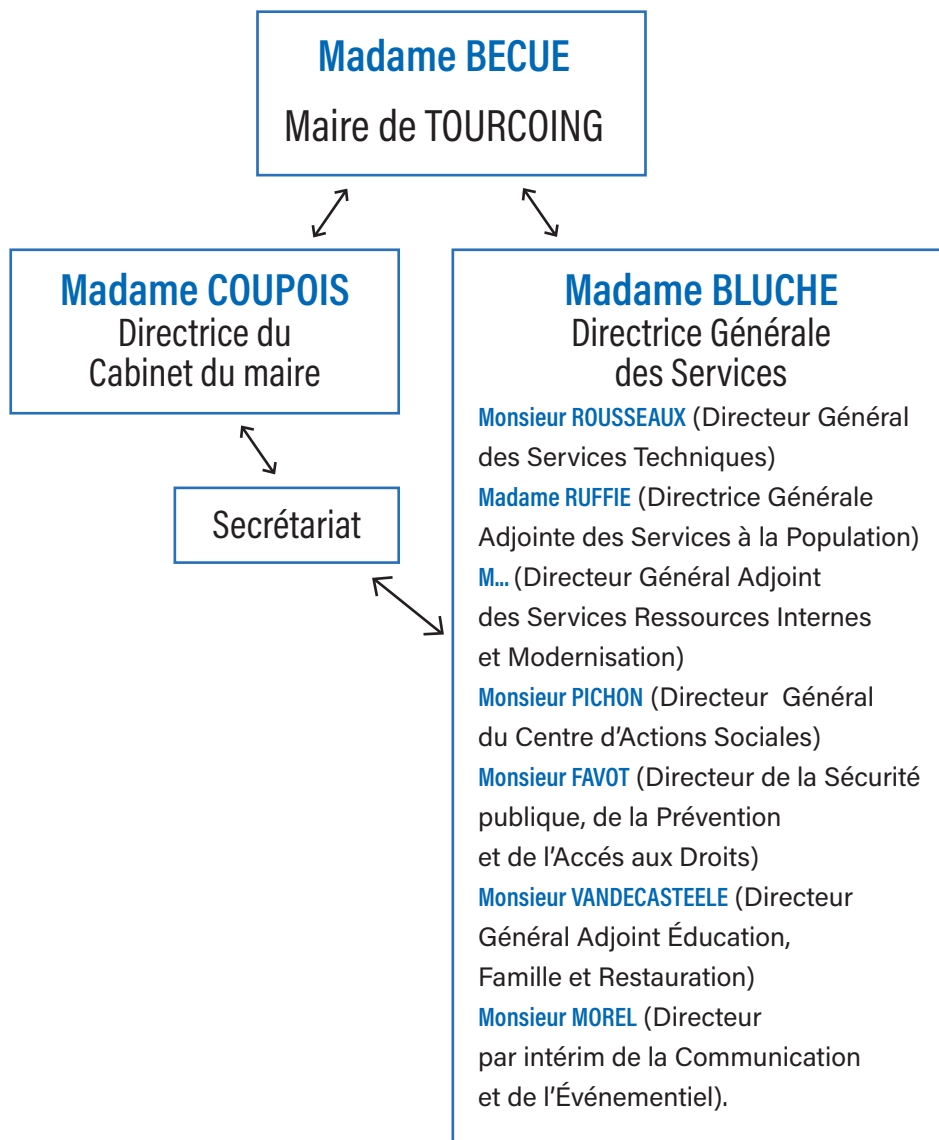 Madame BECUE
Maire de TOURCOING
Madame COUPOIS
Directrice du
Cabinet du maire
Secrétariat
Madame BLUCHE
Directrice Générale
des Services
Monsieur ROUSSEAUX (Directeur Général
des Services Techniques)
Madame RUFFIE (Directrice Générale
Adjointe des Services à la Population)
M... (Directeur Général Adjoint
des Services Ressources Internes
et Modernisation)
Monsieur PICHON (Directeur Général
du Centre d'Actions Sociales)
Monsieur FAVOT (Directeur de la Sécurité
publique, de la Prévention
et de l'Accés aux Droits)
Monsieur VANDECASTEELE (Directeur
Général Adjoint Éducation,
Famille et Restauration)
Monsieur MOREL (Directeur
par intérim de la Communication
et de l'Événementiel).